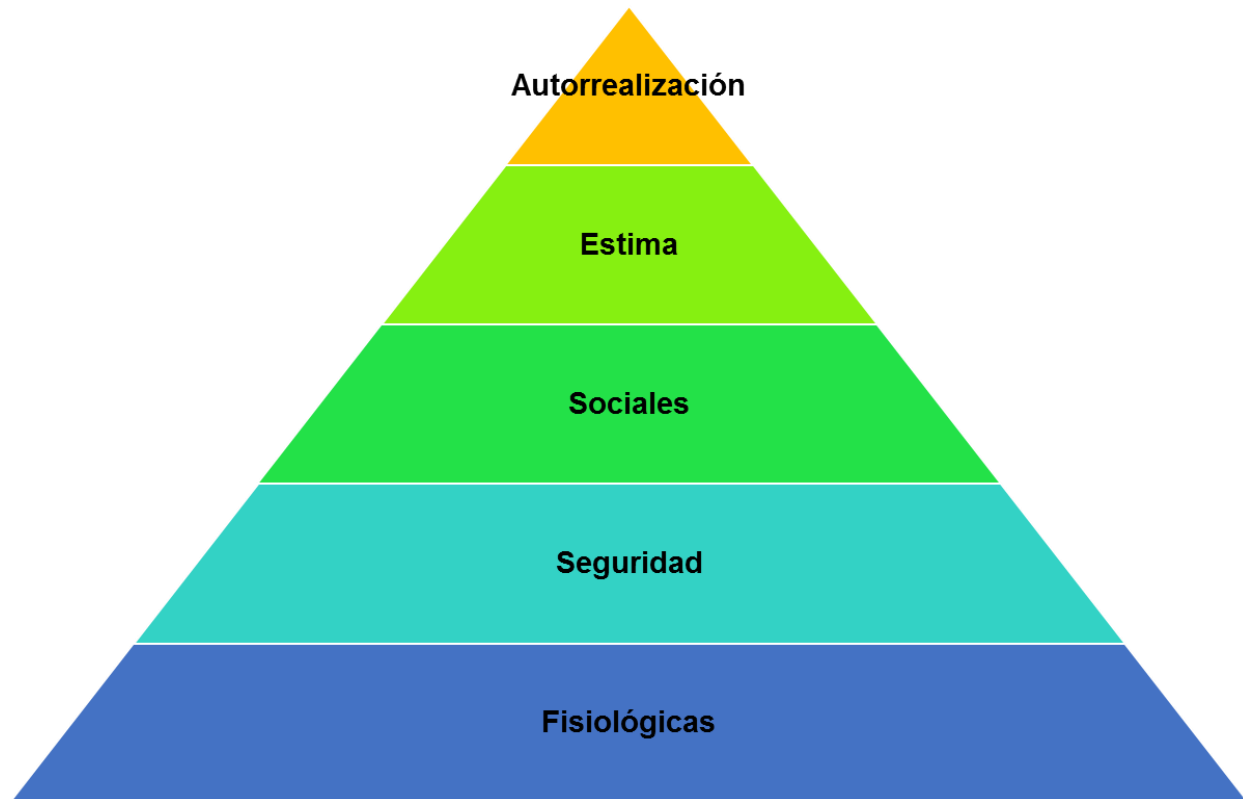 Autorrealización
Estima
Sociales
Seguridad
Fisiológicas